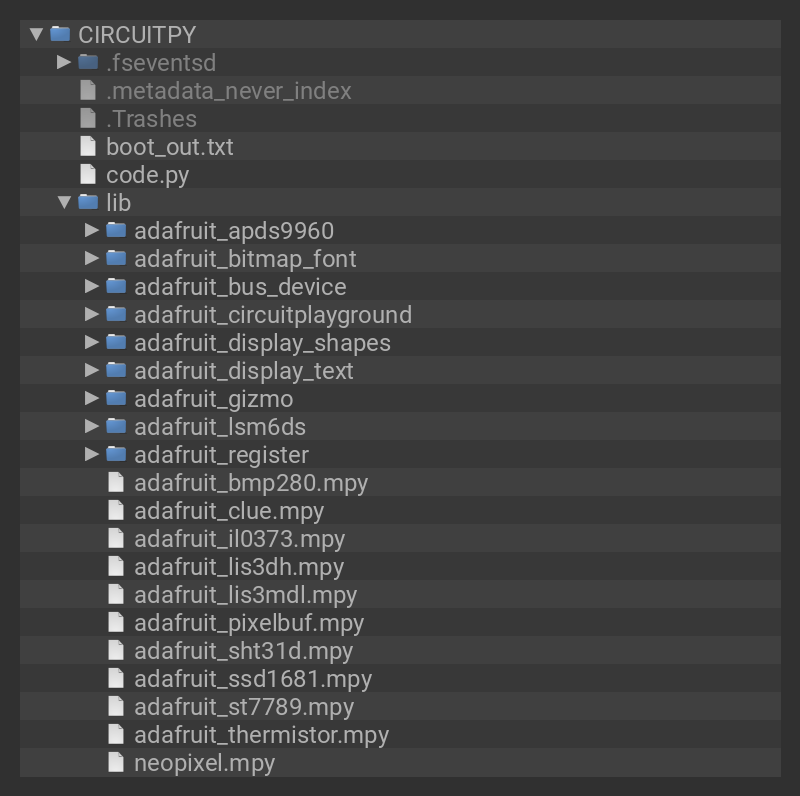 CIRCUITPY
.fseventsd
.metadata_never_index
.Trashes
boot_out.txt
code.py
lib
adafruit_apds9960
adafruit_bitmap_font
adafruit_bus_device
adafruit_circuitplayground
adafruit_display_shapes
adafruit_display_text
adafruit_gizmo
adafruit_lsm6ds
adafruit_register
adafruit_bmp280.mpy
adafruit_clue.mpy
adafruit_il0373.mpy
adafruit_lis3dh.mpy
adafruit_lis3mdl.mpy
adafruit_pixelbuf.mpy
adafruit_sht31d.mpy
adafruit_ssd1681.mpy
adafruit_st7789.mpy
adafruit_thermistor.mpy
neopixel.mpy